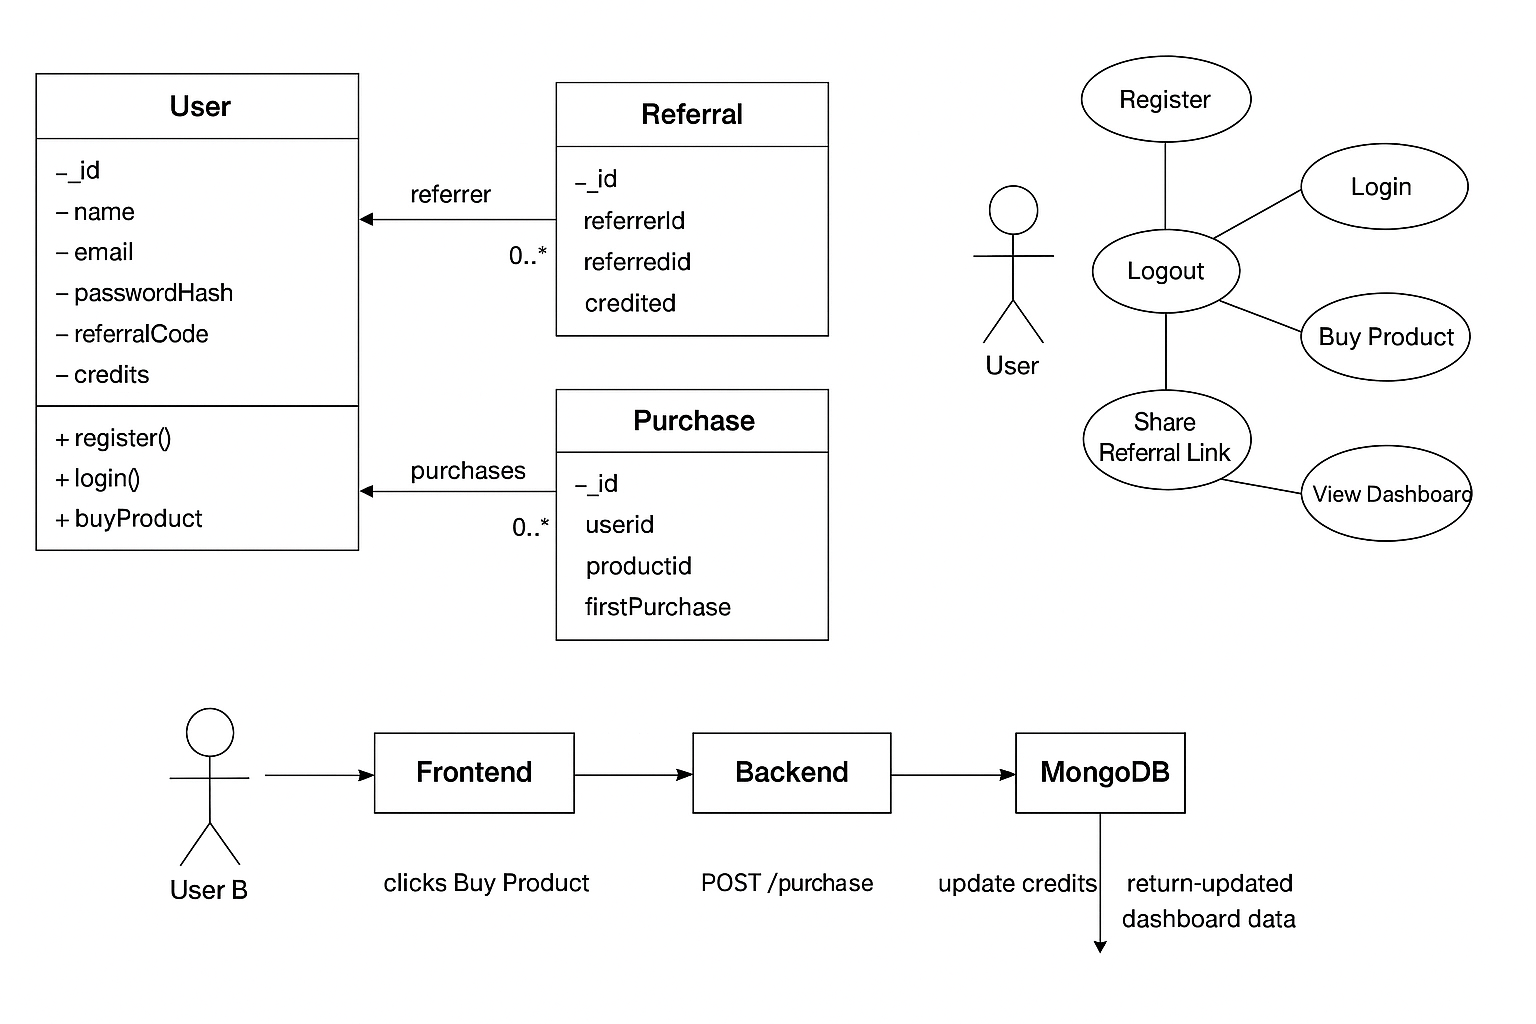 User
–_id
– name
– email
– passwordHash
– referralCode
– credits
+ register()
+ login()
+ buyProduct
referrer
0..*
purchases
0..*
Referral
–_id
referrerId
referredid
credited
Purchase
–_id
userid
productid
firstPurchase
User
Register
Login
Logout
Buy Product
Share
Referral Link
View Dashboard
User B
Frontend
Backend
MongoDB
clicks Buy Product
POST /purchase
update credits
return-updated
dashboard data